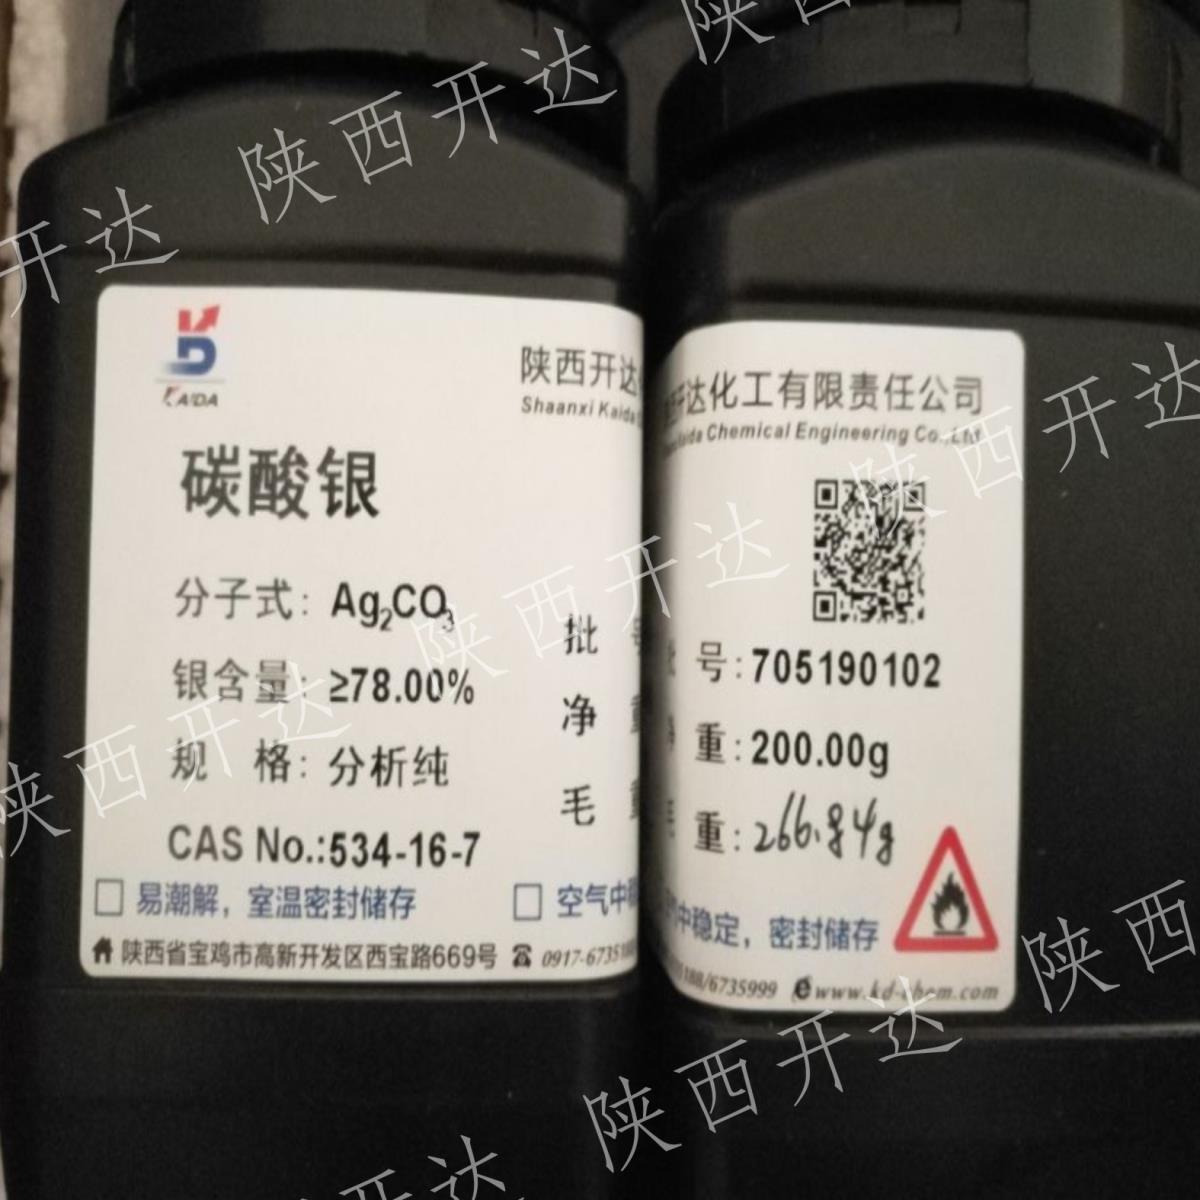 陕西开达
陕西开达
KAIDA
陕西开达
Shaanxi Kaida
碳酸银
分子式: Ag₂CO₃
银含量: ≥78.00%
规 格: 分析纯
CAS No.:534-16-7
批
净
毛
易潮解，室温密封储存
空气中稳
陕西省宝鸡市高新开发区西宝路669号
0917-6735
开达化工有限责任公司
Kaida Chemical Engineering Co.,Ltd
号:705190102
重:200.00g
重:266.84g
中稳定，密封储存
188/6735999
www.kd-chem.com
陕西开达
陕西开达
陕西开达
陕西开达
陕西开达